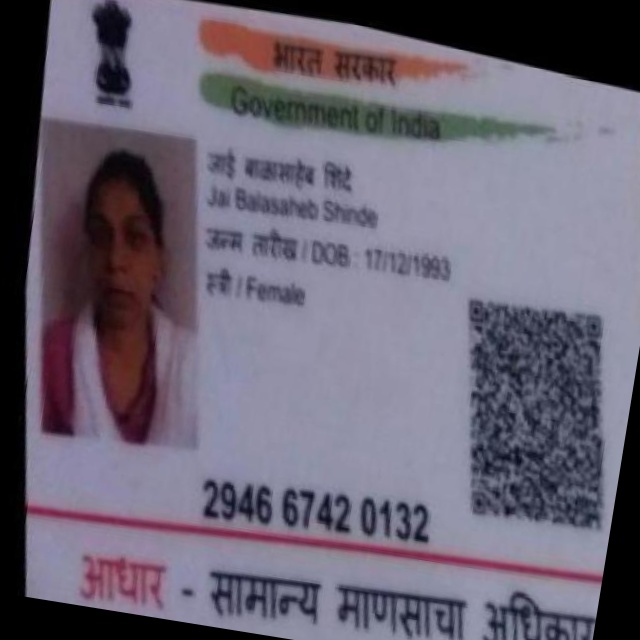 भारत सरकार
Government of India
जाई बाळासाहेब शिंदे
Jai Balasaheb Shinde
जन्म तारीख / DOB : 17/12/1993
स्त्री / Female
2946 6742 0132
आधार - सामान्य माणसाचा अधिकार